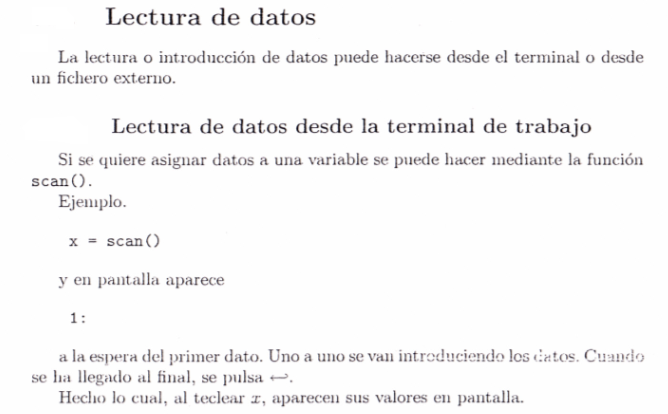 Lectura de datos
La lectura o introducción de datos puede hacerse desde el terminal o desde
un fichero externo.
Lectura de datos desde la terminal de trabajo
Si se quiere asignar datos a una variable se puede hacer mediante la función
scan().
Ejemplo.
x = scan()
y en pantalla aparece
1:
a la espera del primer dato. Uno a uno se van introduciendo los datos. Cuando
se ha llegado al final, se pulsa ↩.
Hecho lo cual, al teclear x, aparecen sus valores en pantalla.